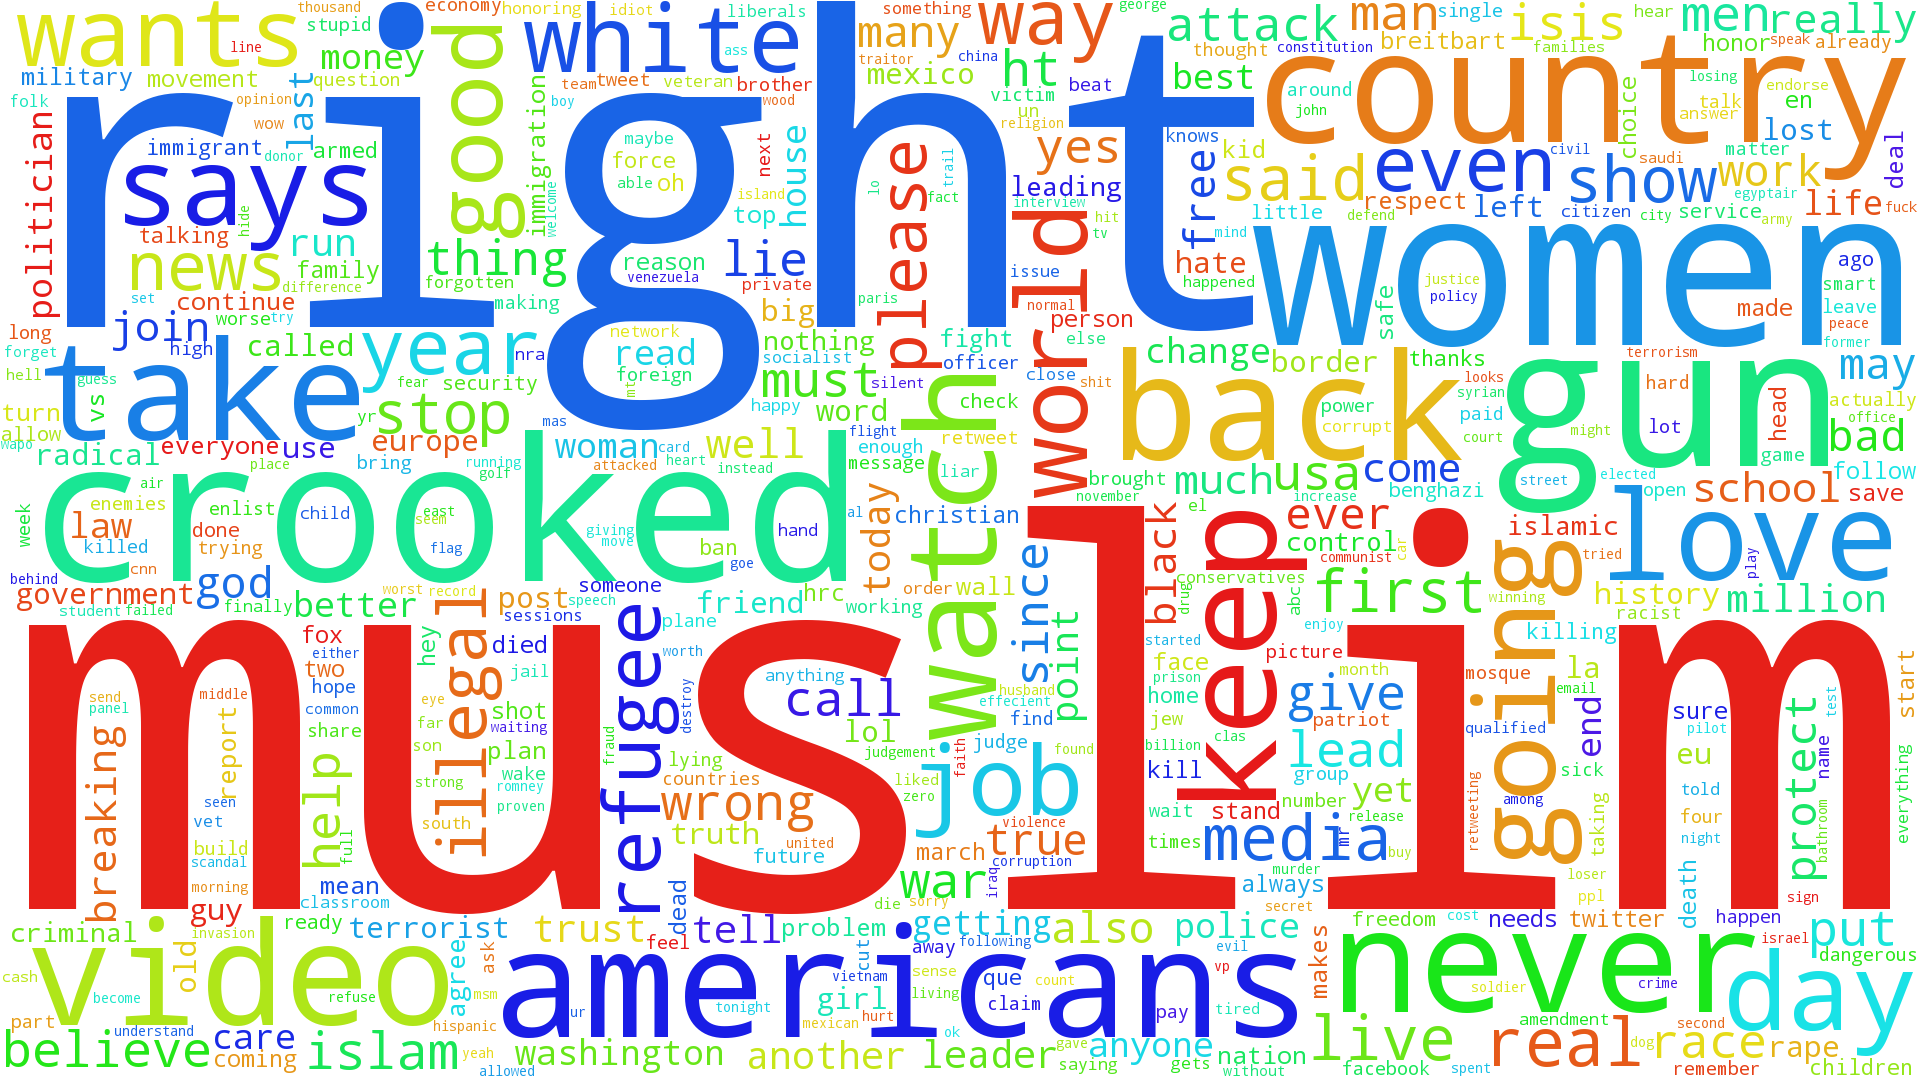 wants
thousand
stupid
line
money
economy
good
honoring
idiot
white
liberals
ass
something
many
traitor
china
way
george
attack
thought
constitution
man
single
breitbart
isis
families
hear
men
really
honor
speak
already
military
movement
question
last
immigration
team
tweet
veteran
brother
mexico
ht
victim
beat
best
around
john
choice
losing
talk
answer
endorse
en
country
folk
opinion
wow
immigrant
donor
armed
boy
wood
next
house
un
religion
yes
knows
free
kid
said
even
civil
saudi
work
matter
lost
deal
politician
right
says
hide
talking
run
maybe
force
able
oh
island
top
please
lo
trail
fact
leading
interview
world
hit
tv
little
respect
defend
left
citizen
city
show
egyptair
service
army
life
fuck
news
family
difference
thing
forgotten
welcome
reason
venezuela
lie
private
issue
mind
hate
happened
women
justice
policy
ago
smart
leave
set
continue
worse
try
making
big
paris
normal
person
safe
made
peace
former
long
join
high
called
year
nra
network
read
foreign
nothing
socialist
fight
officer
else
change
border
thanks
terrorism
may
forget
hell
guess
take
fear
security
mt
must
silent
close
shit
back
looks
syrian
gun
hard
head
actually
turn
vs
yr
stop
mas
happy
word
check
power
corrupt
paid
court
might
lot
office
bad
allow
wapo
everyone
use
europe
woman
card
well
flight
watch
retweet
radical
place
bring
running
golf
attacked
heart
instead
enough
message
liar
brought
much
usa
come
benghazi
elected
street
open
game
follow
crooked
air
enemies
enlist
child
east
seem
flag
giving
move
hand
al
christian
november
el
increase
school
save
week
law
done
killed
trying
cnn
ban
goe
today
since
black
keep
ever
control
communist
car
islamic
tried
love
play
behind
government
god
worst
record
someone
order
wall
conservatives
drug
abc
first
winning
history
million
racist
student
failed
finally
better
illegal
post
sessions
speech
friend
hrc
working
enjoy
fox
either
hey
died
refugee
plane
point
started
picture
killing
start
muslim
two
hope
jail
worth
anything
face
prison
month
mosque
la
email
send
panel
middle
common
eye
shot
waiting
destroy
call
husband
effecient
find
home
jew
clas
give
patriot
qualified
going
end
sure
pilot
test
protect
breaking
report
share
far
son
plan
fraud
lol
judgement
judge
found
billion
lead
eu
name
everything
help
strong
wake
romney
proven
lying
countries
liked
zero
faith
job
kill
group
sick
seen
vet
south
wrong
stand
number
yet
among
told
four
bathroom
build
scandal
full
truth
united
future
violence
true
wait
times
media
mr
release
buy
retweeting
taking
night
morning
mean
classroom
march
corruption
war
iraq
murder
always
loser
ppl
death
sign
guy
ready
dead
die
sorry
secret
freedom
cost
needs
twitter
happen
put
criminal
invasion
terrorist
trust
feel
tell
problem
getting
also
police
makes
israel
dangerous
cash
video
old
agree
ask
msm
cut
away
following
evil
never
day
become
refuse
americans
vietnam
sense
living
que
count
vp
tired
soldier
crime
part
understand
hispanic
ur
tonight
girl
mexican
hurt
claim
pay
amendment
second
believe
care
coming
islam
yeah
allowed
washington
another
ok
leader
gave
saying
anyone
gets
nation
without
live
facebook
spent
real
dog
race
remember
rape
children